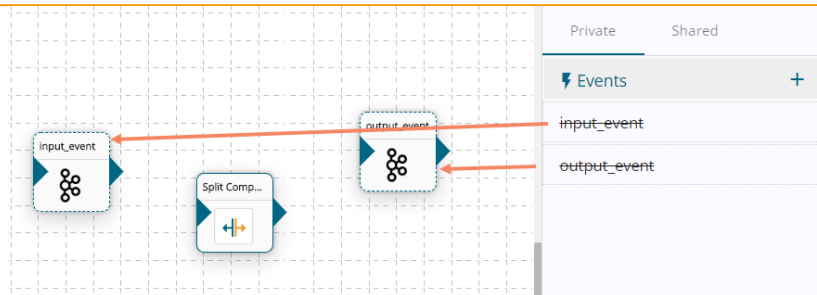 Private
Shared
Events
+
input_event
output_event
input_event
Split Comp...
output_event